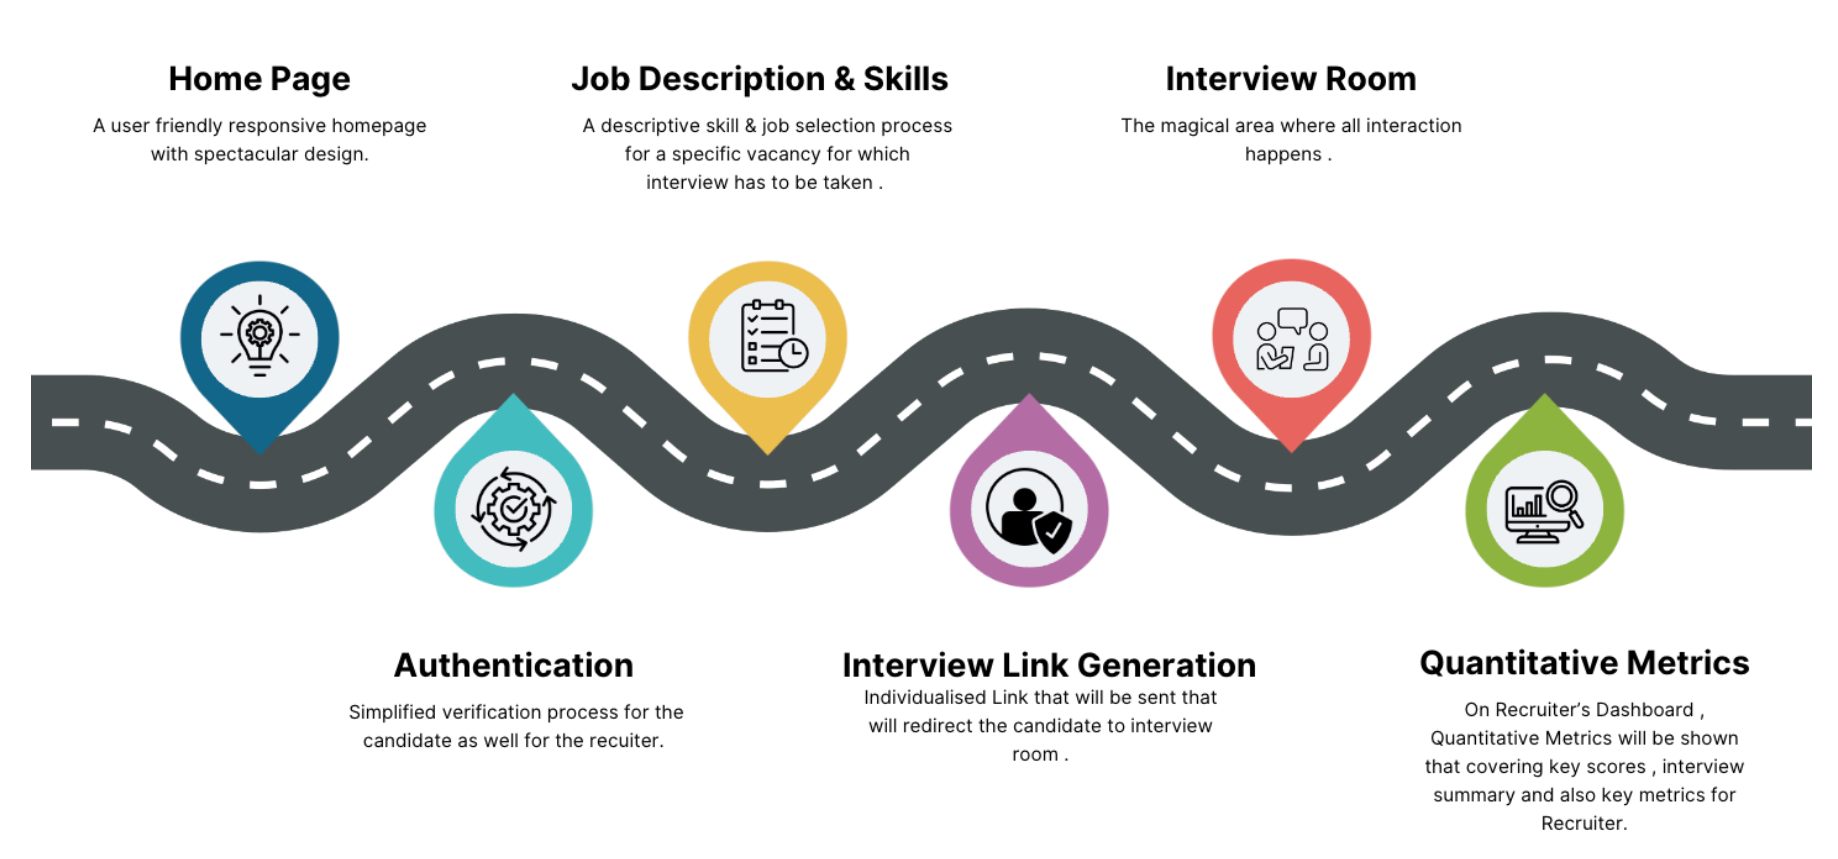 Home Page
A user friendly responsive homepage
with spectacular design.
Job Description & Skills
A descriptive skill & job selection process
for a specific vacancy for which
interview has to be taken .
Interview Room
The magical area where all interaction
happens .
Authentication
Simplified verification process for the
candidate as well for the recuiter.
Interview Link Generation
Individualised Link that will be sent that
will redirect the candidate to interview
room .
Quantitative Metrics
On Recruiter’s Dashboard ,
Quantitative Metrics will be shown
that covering key scores , interview
summary and also key metrics for
Recruiter.